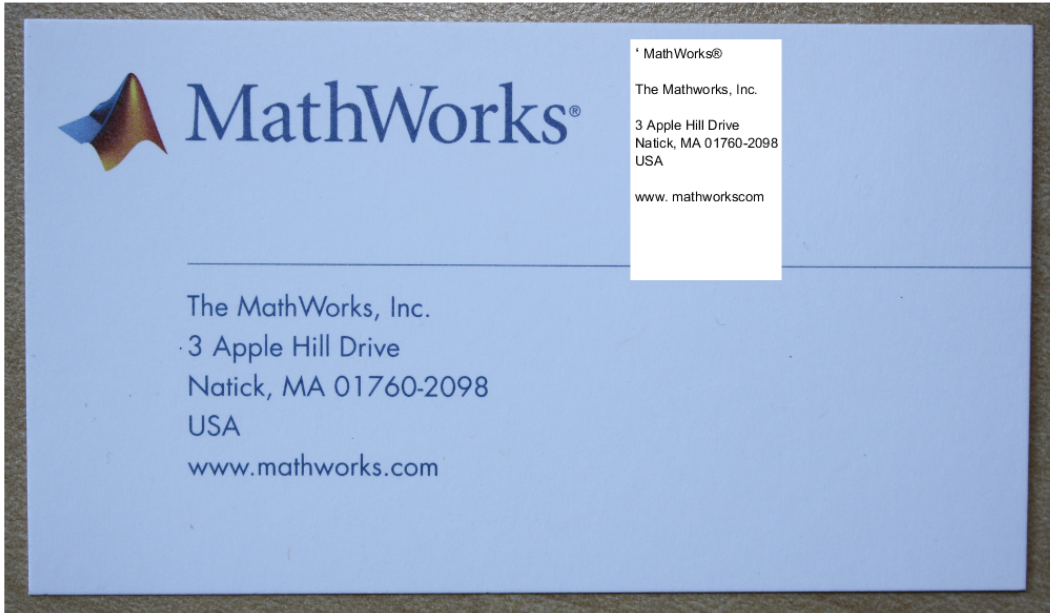 MathWorks®
‘ MathWorks®
The Mathworks, Inc.
3 Apple Hill Drive
Natick, MA 01760-2098
USA
www. mathworkscom
The MathWorks, Inc.
3 Apple Hill Drive
Natick, MA 01760-2098
USA
www.mathworks.com